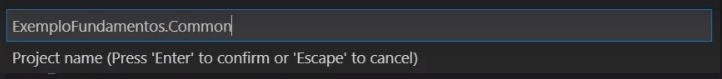 ExemploFundamentos.Common
Project name (Press 'Enter' to confirm or 'Escape' to cancel)